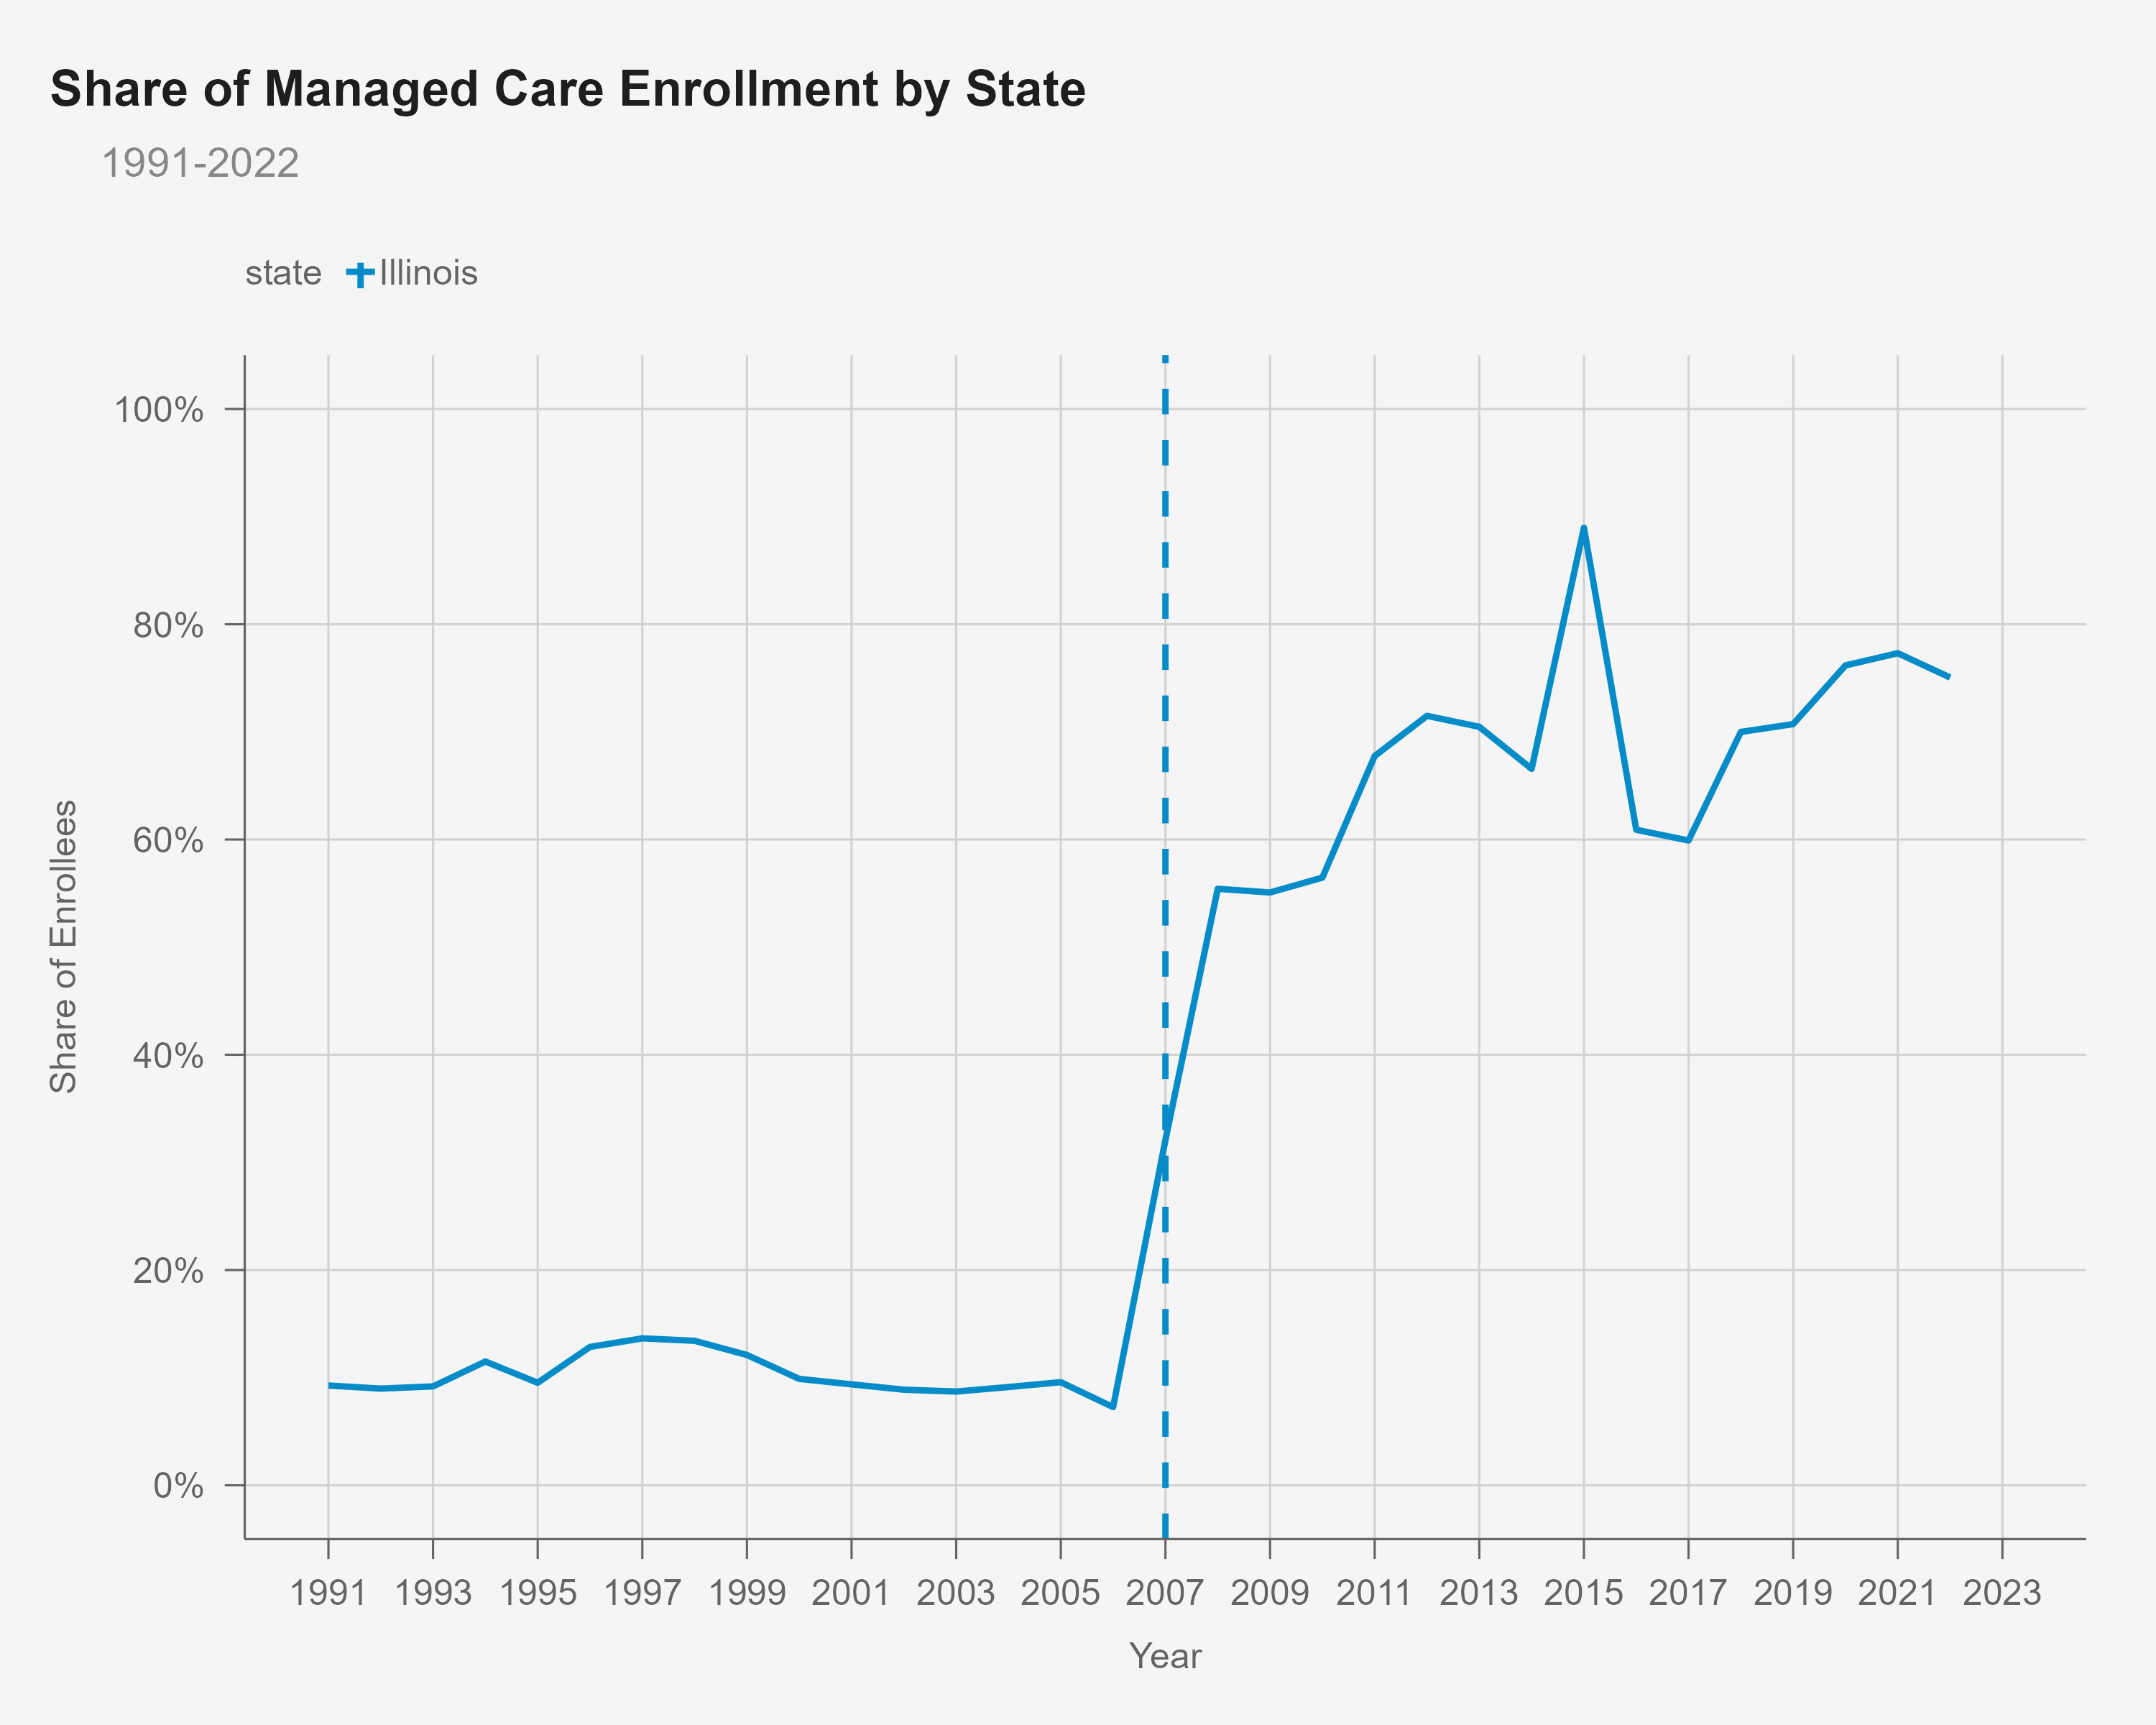 Share of Managed Care Enrollment by State
1991-2022
state Illinois
100%
80%
60%
40%
20%
0%
Share of Enrollees
1991 1993 1995 1997 1999 2001 2003 2005 2007 2009 2011 2013 2015 2017 2019 2021 2023
Year